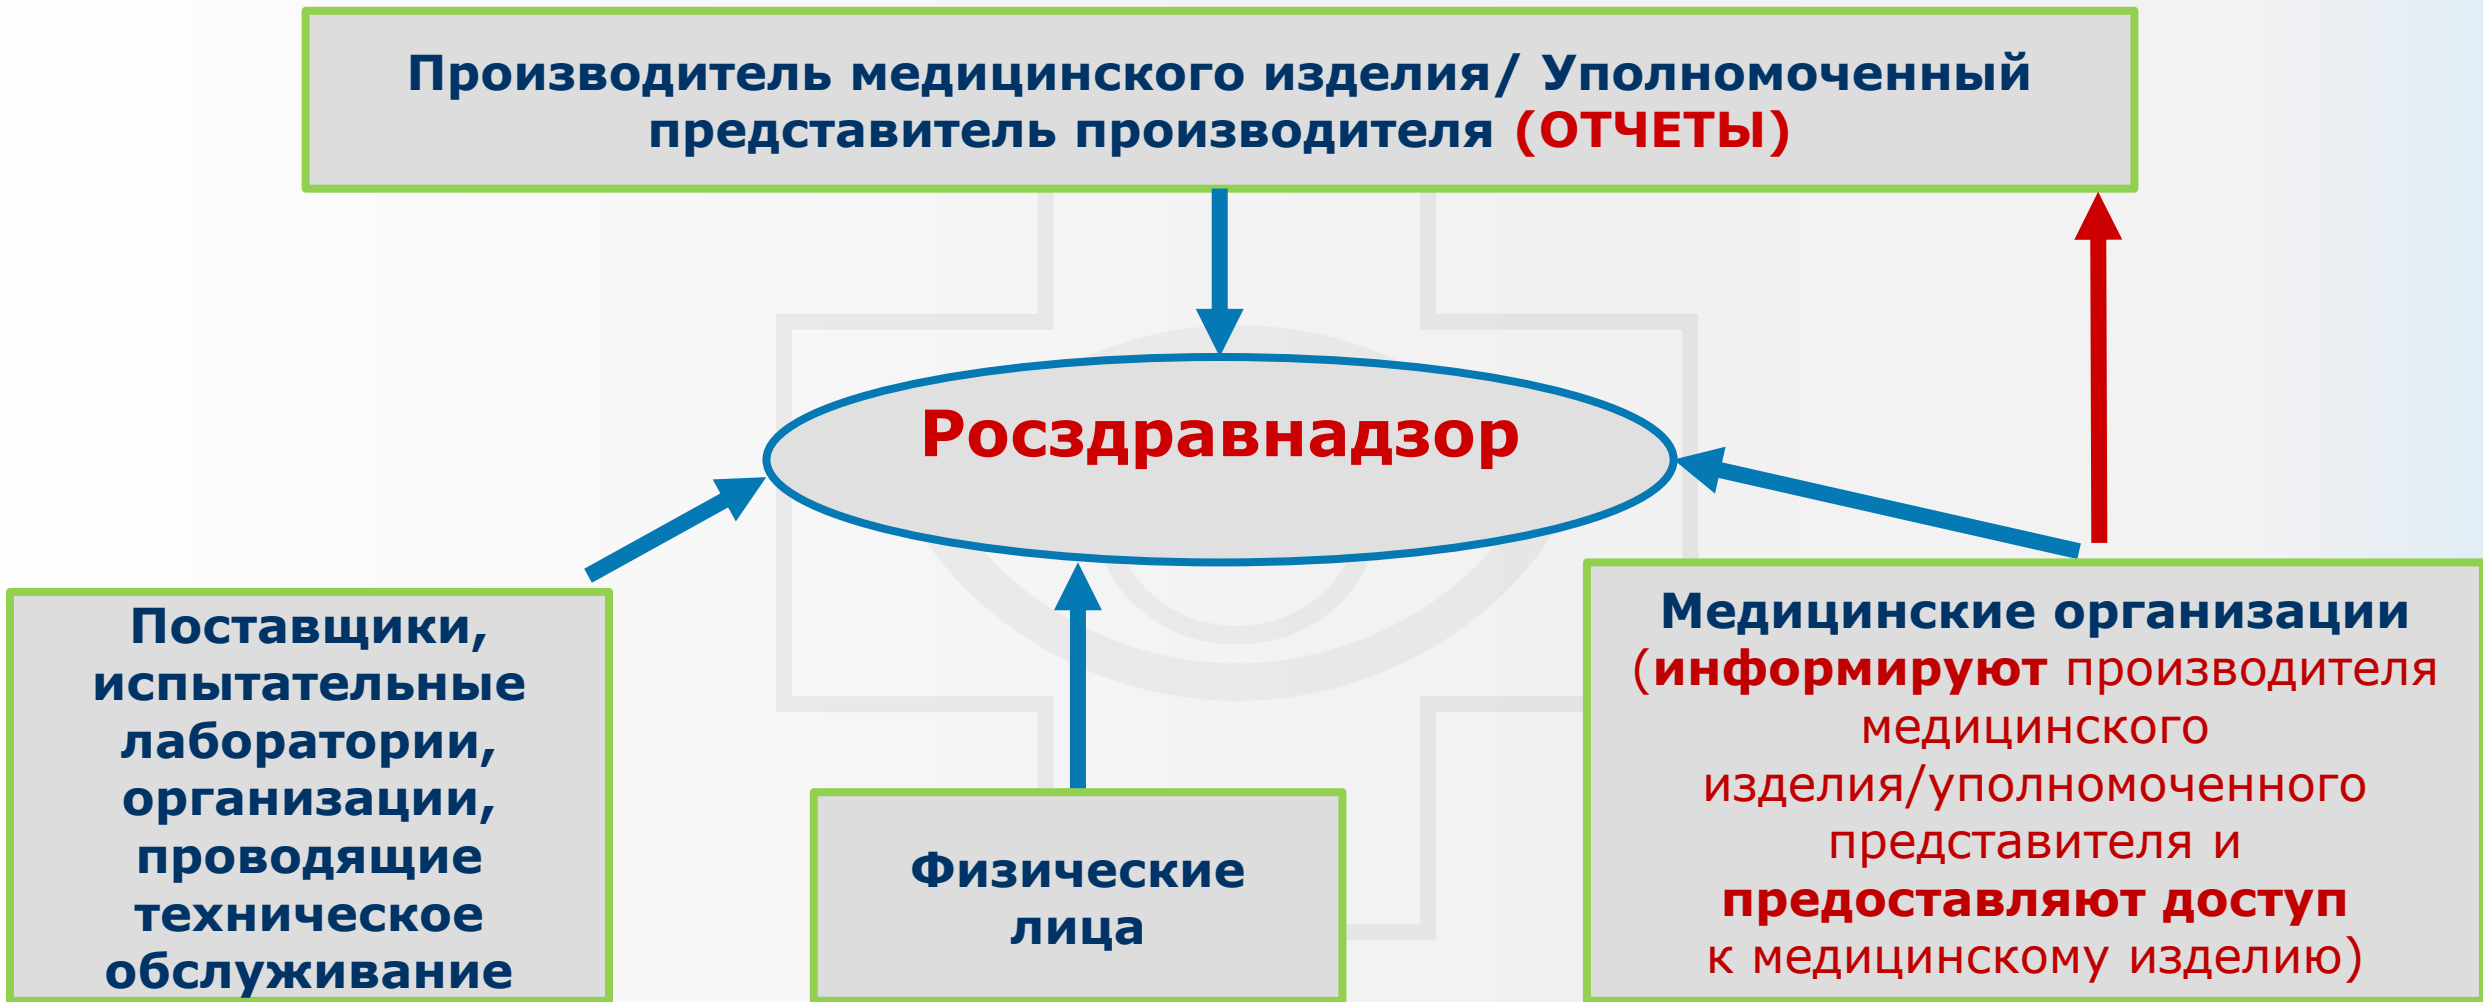 Производитель медицинского изделия/ Уполномоченный
представитель производителя (ОТЧЕТЫ)
Росздравнадзор
Поставщики,
испытательные
лаборатории,
организации,
проводящие
техническое
обслуживание
Физические
лица
Медицинские организации
(информируют производителя
медицинского
изделия/уполномоченного
представителя и
предоставляют доступ
к медицинскому изделию)